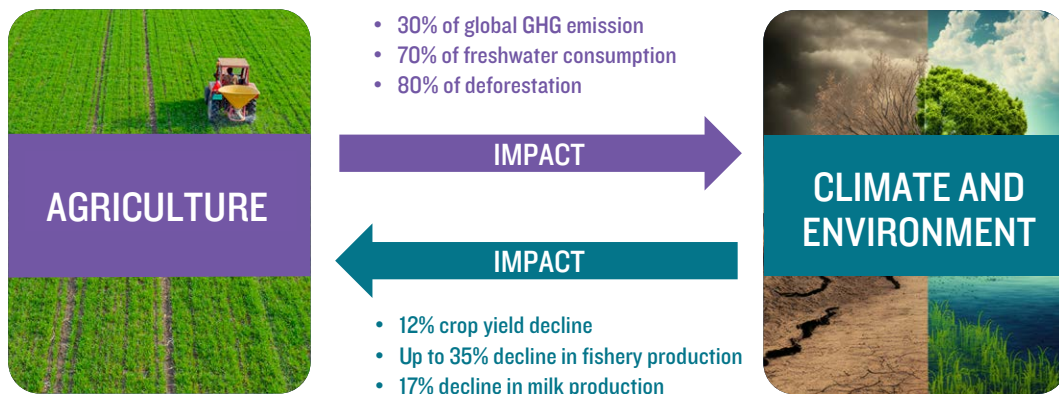 • 30% of global GHG emission
• 70% of freshwater consumption
• 80% of deforestation
IMPACT
AGRICULTURE
CLIMATE AND
ENVIRONMENT
IMPACT
• 12% crop yield decline
• Up to 35% decline in fishery production
• 17% decline in milk production